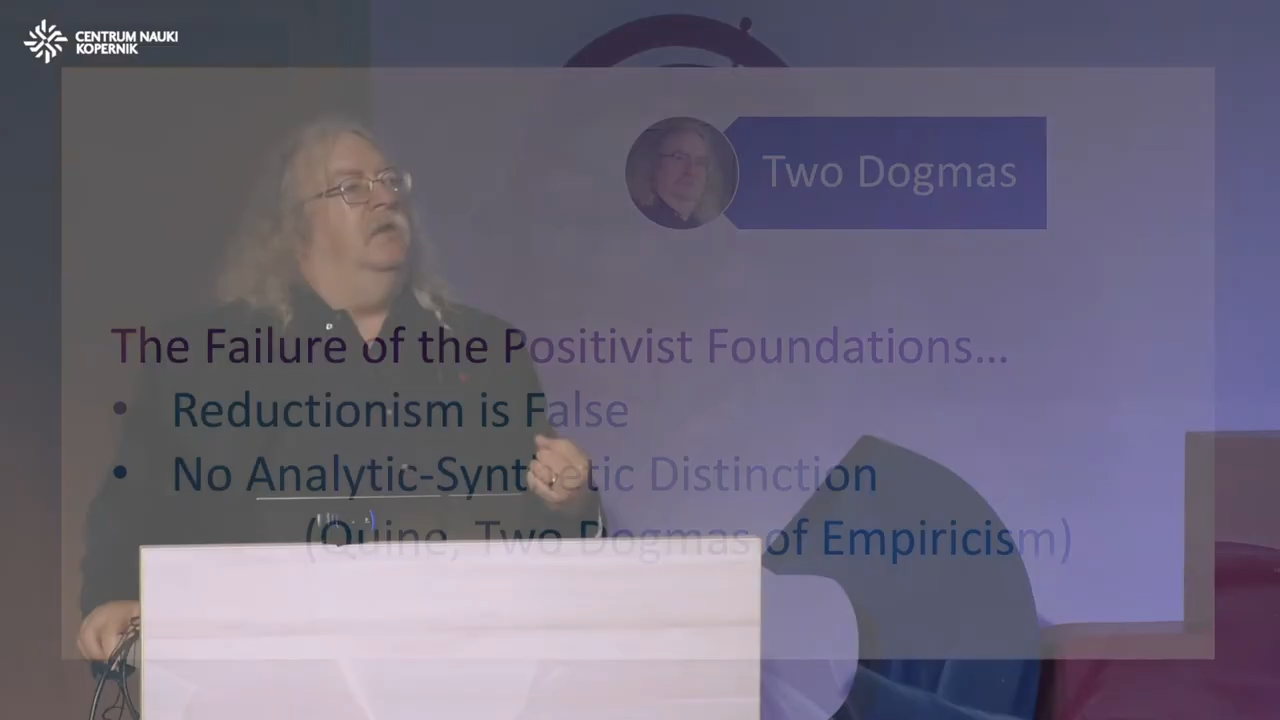 CENTRUM NAUKI
KOPERNIK
Two Dogmas
The Failure of the Positivist Foundations...
• Reductionism is False
• No Analytic-Synthetic Distinction
(Quine, Two Dogmas of Empiricism)